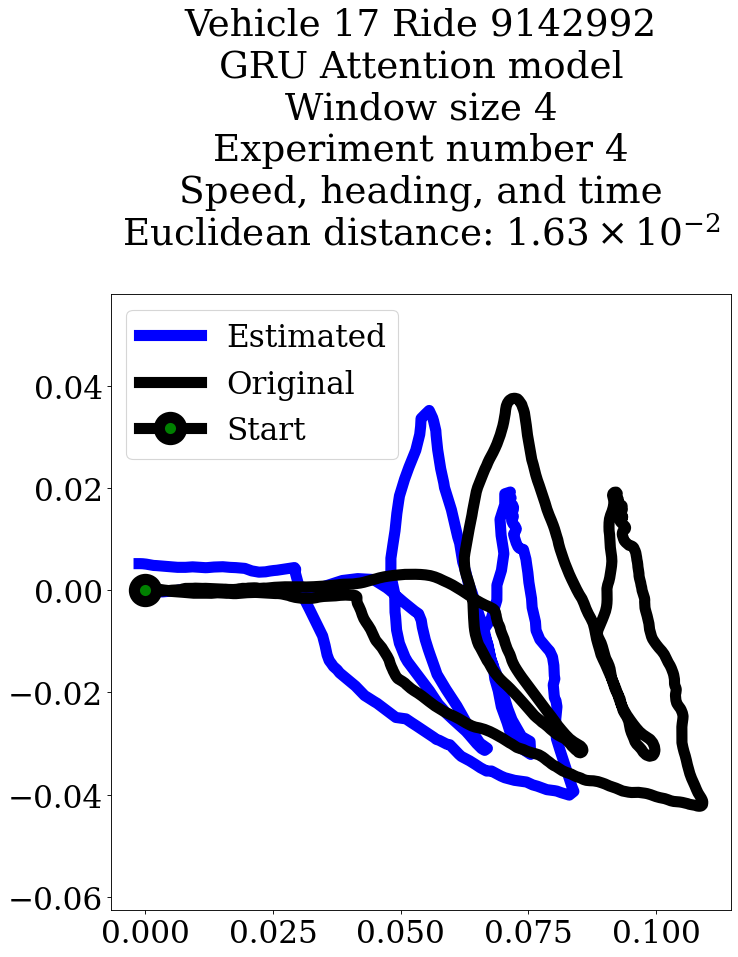 Vehicle 17 Ride 9142992
GRU Attention model
Window size 4
Experiment number 4
Speed, heading, and time
Euclidean distance: 1.63 × 10⁻²
Estimated
Original
Start
0.04
0.02
0.00
−0.02
−0.04
−0.06
0.000 0.025 0.050 0.075 0.100